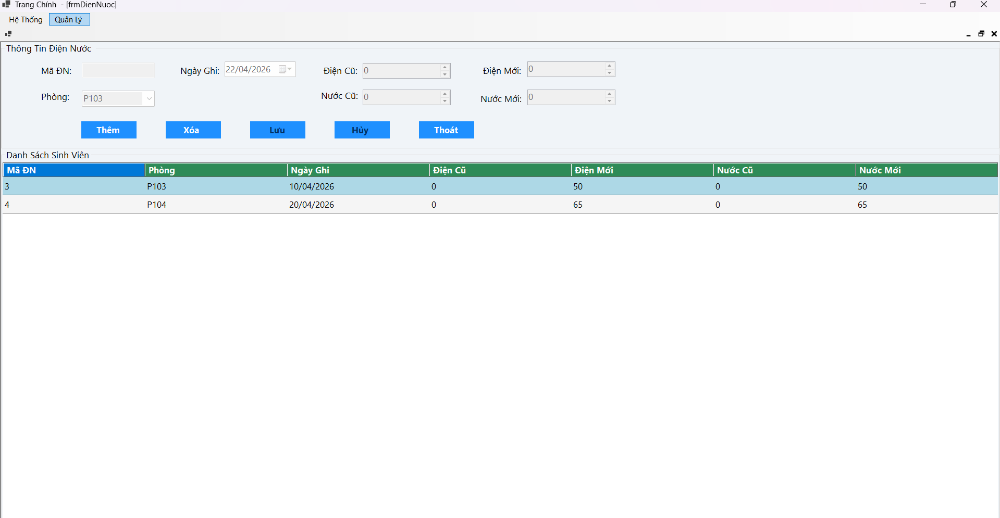 Trang Chính  - [frmDienNuoc]
Hệ Thống Quản Lý
Thông Tin Điện Nước
Mã ĐN: Ngày Ghi: 22/04/2026 Điện Cũ: 0 Điện Mới: 0
Phòng: P103 Nước Cũ: 0 Nước Mới: 0
Thêm Xóa Lưu Hủy Thoát
Danh Sách Sinh Viên
Mã ĐN Phòng Ngày Ghi Điện Cũ Điện Mới Nước Cũ Nước Mới
3 P103 10/04/2026 0 50 0 50
4 P104 20/04/2026 0 65 0 65